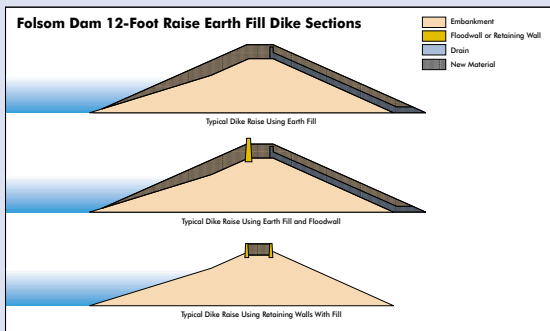 Folsom Dam 12-Foot Raise Earth Fill Dike Sections
Embankment
Floodwall or Retaining Wall
Drain
New Material
Typical Dike Raise Using Earth Fill
Typical Dike Raise Using Earth Fill and Floodwall
Typical Dike Raise Using Retaining Walls With Fill